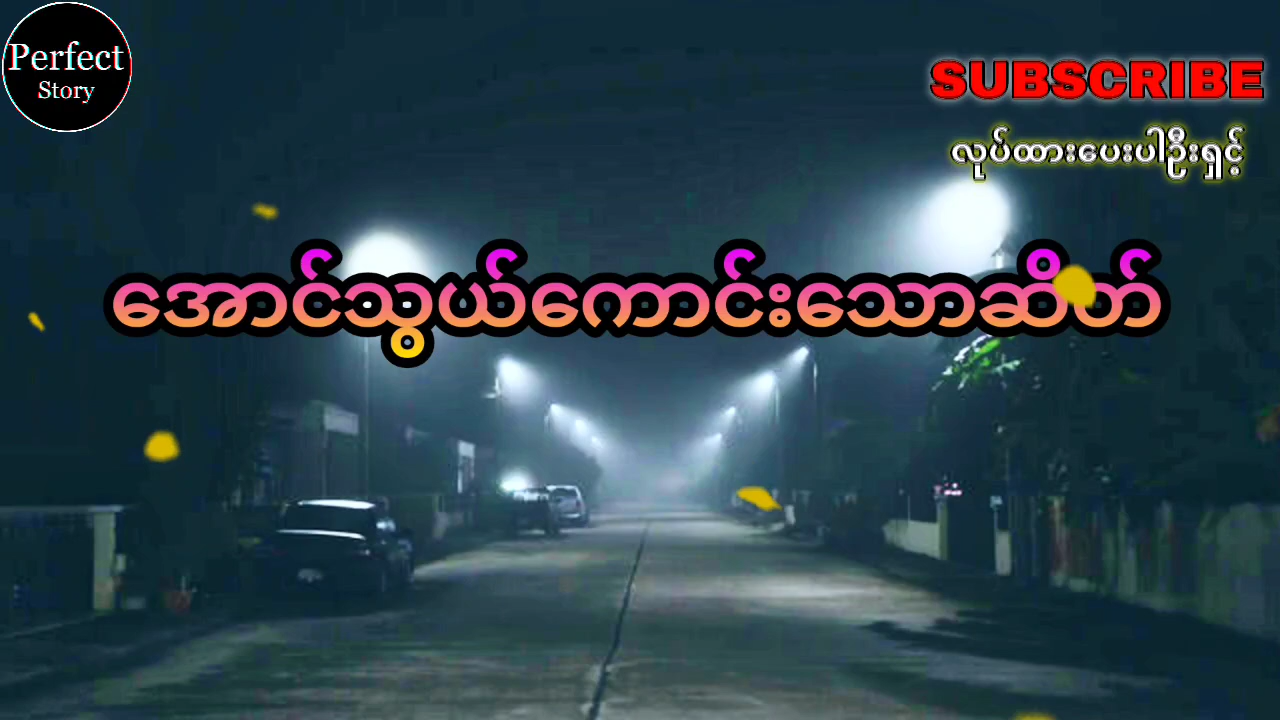 Perfect
Story
SUBSCRIBE
လုပ်ထားပေးပါဦးရှင့်
အောင်သွယ်ကောင်းသောဆိတ်